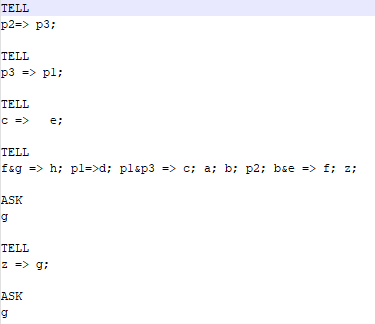 TELL
p2=> p3;
TELL
p3 => p1;
TELL
c =>   e;
TELL
f&g => h; p1=>d; p1&p3 => c; a; b; p2; b&e => f; z;
ASK
g
TELL
z => g;
ASK
g